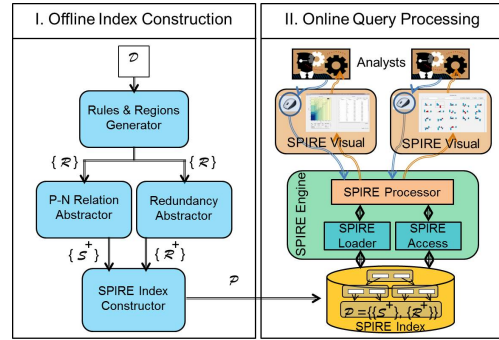 I. Offline Index Construction
𝒟
Rules & Regions
Generator
{ℛ}
{ℛ}
P-N Relation
Abstractor
Redundancy
Abstractor
{𝒮⁺}
{ℛ⁺}
SPIRE Index
Constructor
𝒫
II. Online Query Processing
Analysts
SPIRE Visual
SPIRE Visual
SPIRE Engine
SPIRE Processor
SPIRE
Loader
SPIRE
Access
𝒫={{𝒮⁺},{ℛ⁺}}
SPIRE Index